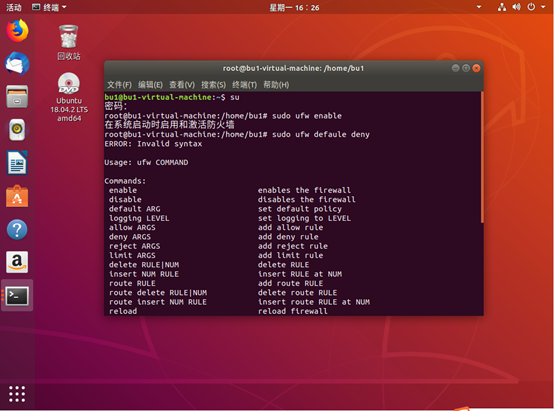 活动
终端
星期一 16：26
回收站
Ubuntu
18.04.2 LTS
amd64
root@bu1-virtual-machine: /home/bu1
文件(F) 编辑(E) 查看(V) 搜索(S) 终端(T) 帮助(H)
bu1@bu1-virtual-machine:~$ su
密码：
root@bu1-virtual-machine:/home/bu1# sudo ufw enable
在系统启动时启用和激活防火墙
root@bu1-virtual-machine:/home/bu1# sudo ufw defaule deny
ERROR: Invalid syntax
Usage: ufw COMMAND
Commands:
enable enables the firewall
disable disables the firewall
default ARG set default policy
logging LEVEL set logging to LEVEL
allow ARGS add allow rule
deny ARGS add deny rule
reject ARGS add reject rule
limit ARGS add limit rule
delete RULE|NUM delete RULE
insert NUM RULE insert RULE at NUM
route RULE add route RULE
route delete RULE|NUM delete route RULE
route insert NUM RULE insert route RULE at NUM
reload reload firewall